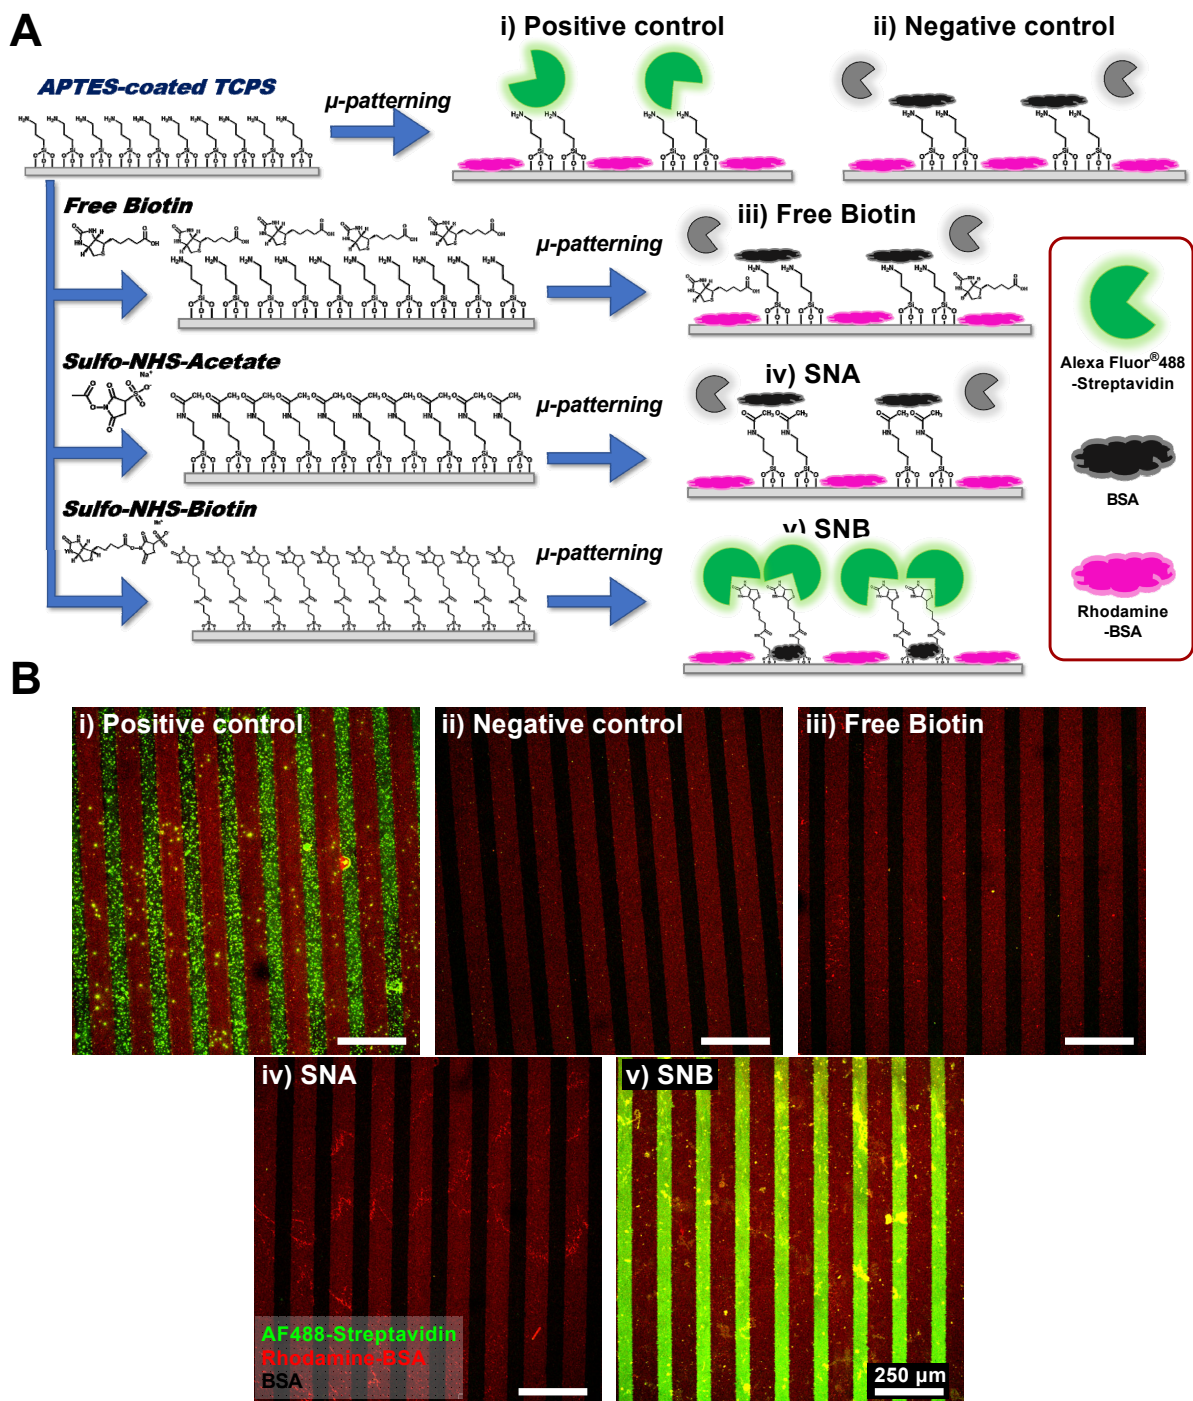 A
i) Positive control
ii) Negative control
APTES-coated TCPS
μ-patterning
Free Biotin
μ-patterning
iii) Free Biotin
Alexa Fluor®488
-Streptavidin
Sulfo-NHS-Acetate
μ-patterning
iv) SNA
BSA
Sulfo-NHS-Biotin
μ-patterning
v) SNB
Rhodamine
-BSA
B
i) Positive control
ii) Negative control
iii) Free Biotin
iv) SNA
v) SNB
AF488-Streptavidin
Rhodamine-BSA
BSA
250 μm